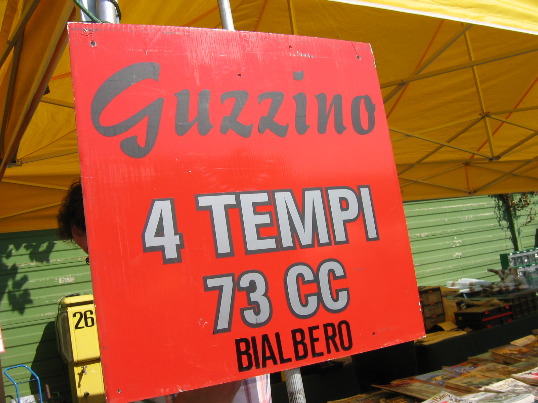 Guzzino
4 TEMPI
73 CC
BIALBERO
26